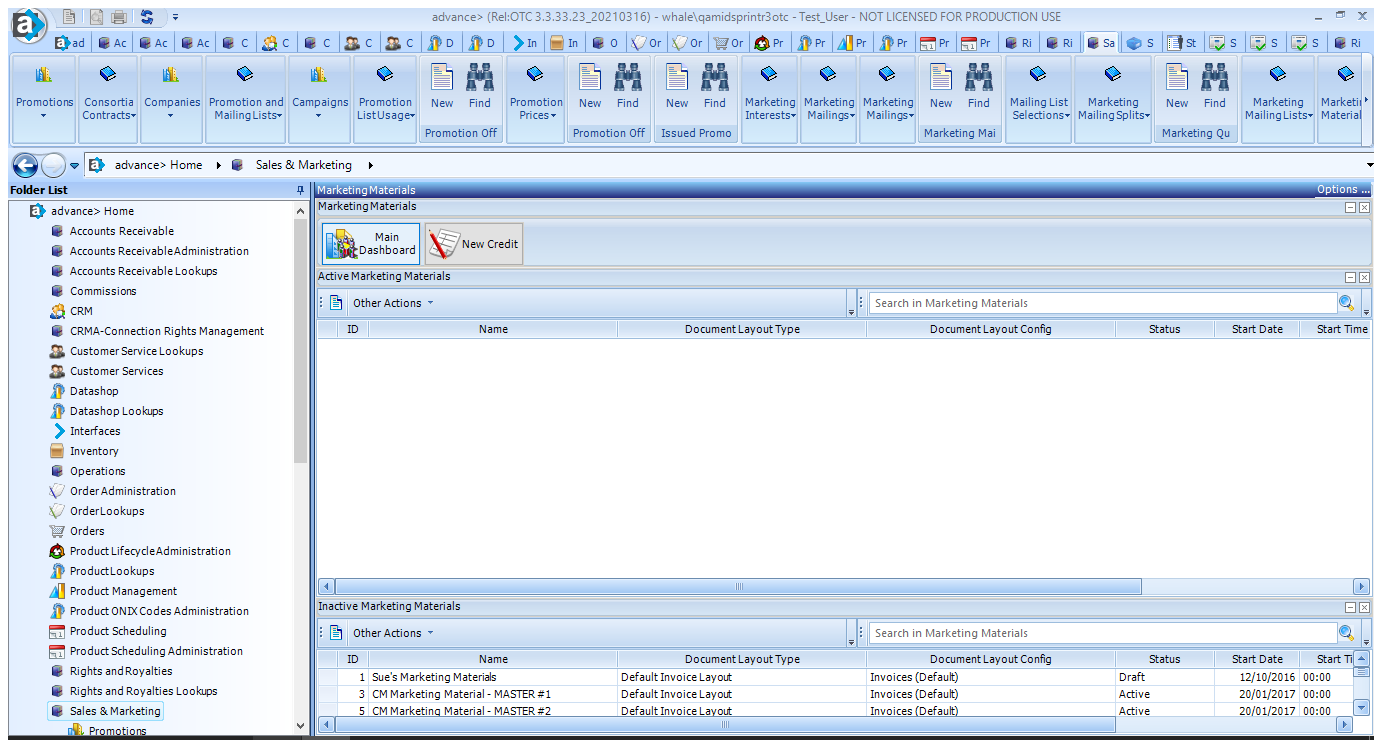 advance> (Rel:OTC 3.3.33.23_20210316) - whale\qamidsprintr3otc - Test_User - NOT LICENSED FOR PRODUCTION USE
ad Ac Ac Ac C C C C C D D In In O Or Or Or Pr Pr Pr Pr Pr Pr Ri Ri Sa S St S S S Ri
Promotions Consortia Contracts Companies Promotion and Mailing Lists Campaigns Promotion List Usage New Find Promotion Prices New Find New Find Marketing Interests Marketing Mailings Marketing Mailings New Find Mailing List Selections Marketing Mailing Splits New Find Marketing Mailing Lists Marketin Material
Promotion Off Promotion Off Issued Promo Marketing Mai Marketing Qu
advance> Home Sales & Marketing
Folder List
advance> Home
Accounts Receivable
Accounts Receivable Administration
Accounts Receivable Lookups
Commissions
CRM
CRMA-Connection Rights Management
Customer Service Lookups
Customer Services
Datashop
Datashop Lookups
Interfaces
Inventory
Operations
Order Administration
Order Lookups
Orders
Product Lifecycle Administration
Product Lookups
Product Management
Product ONIX Codes Administration
Product Scheduling
Product Scheduling Administration
Rights and Royalties
Rights and Royalties Lookups
Sales & Marketing
Promotions
Marketing Materials Options ...
Marketing Materials
Main Dashboard New Credit
Active Marketing Materials
Other Actions Search in Marketing Materials
ID Name Document Layout Type Document Layout Config Status Start Date Start Time
Inactive Marketing Materials
Other Actions Search in Marketing Materials
ID Name Document Layout Type Document Layout Config Status Start Date Start Ti
1 Sue's Marketing Materials Default Invoice Layout Invoices (Default) Draft 12/10/2016 00:00
3 CM Marketing Material - MASTER #1 Default Invoice Layout Invoices (Default) Active 20/01/2017 00:00
5 CM Marketing Material - MASTER #2 Default Invoice Layout Invoices (Default) Active 20/01/2017 00:00